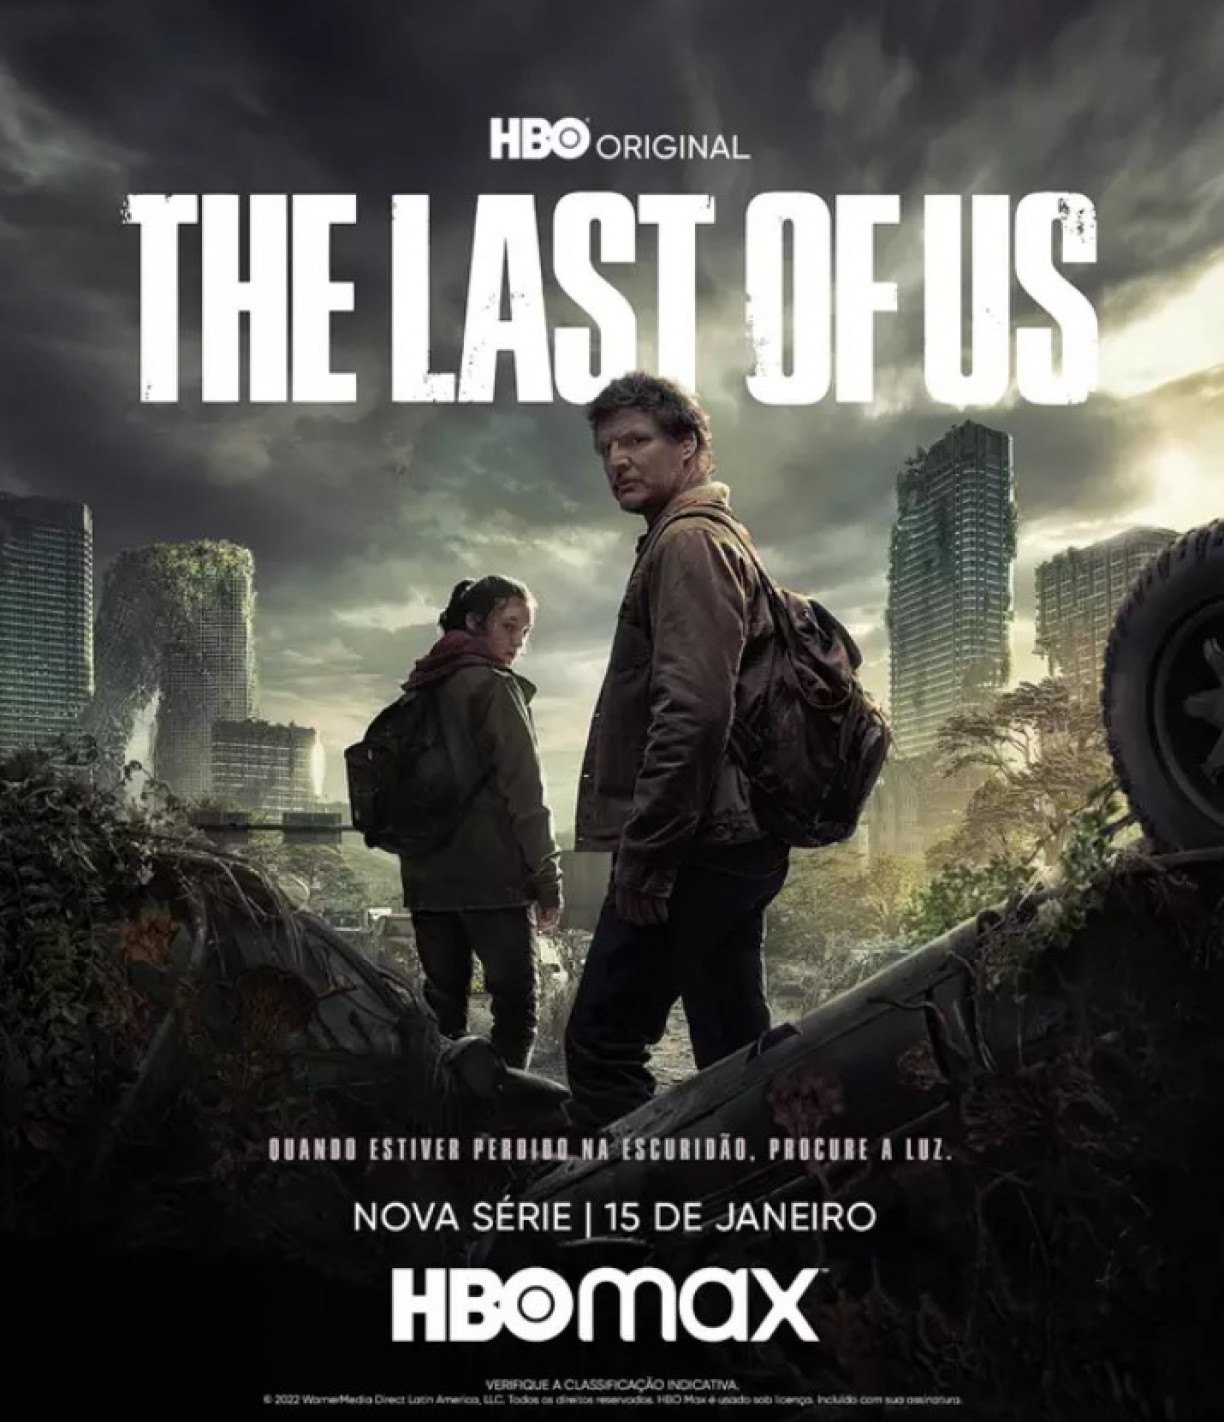 HBO ORIGINAL
THE LAST OF US
QUANDO ESTIVER PERDIDO NA ESCURIDÃO, PROCURE A LUZ.
NOVA SÉRIE | 15 DE JANEIRO
HBOmax
VERIFIQUE A CLASSIFICAÇÃO INDICATIVA.
© 2022 WarnerMedia Direct Latin America, LLC. Todos os direitos reservados. HBO Max é usado sob licença. Incluído com sua assinatura.